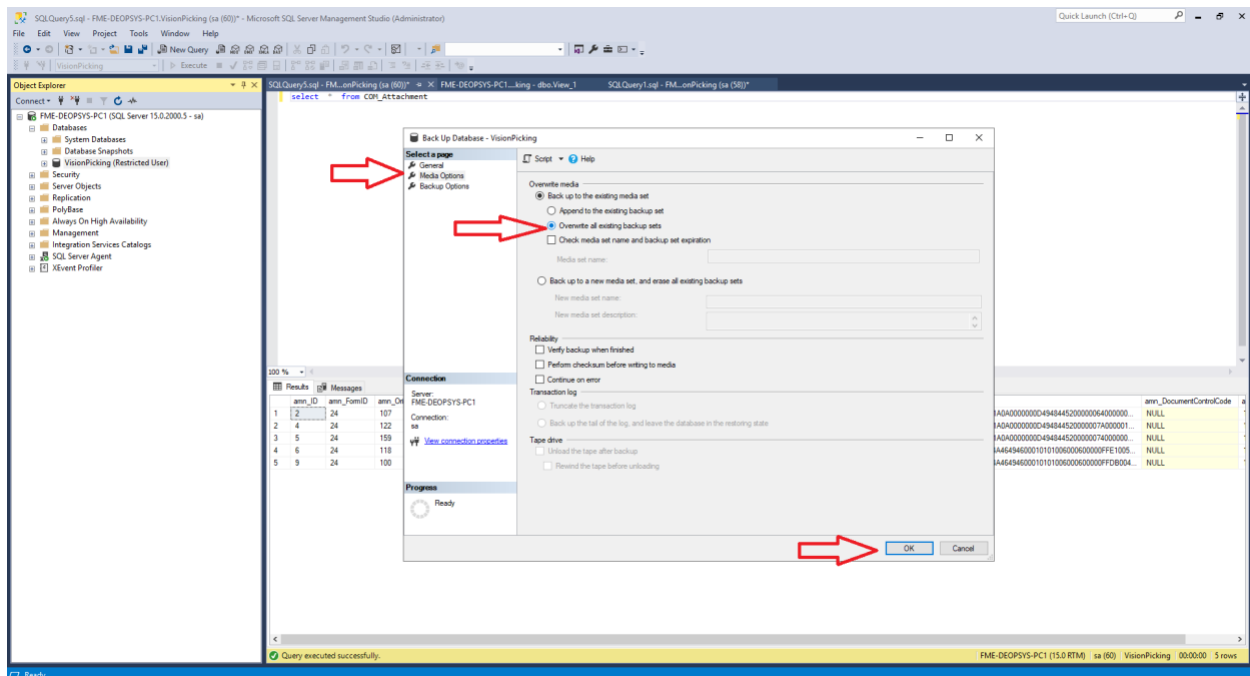 SQLQuery5.sql - FME-DEOPSYS-PC1.VisionPicking (sa (60))* - Microsoft SQL Server Management Studio (Administrator)
Quick Launch (Ctrl+Q)
File Edit View Project Tools Window Help
New Query
VisionPicking
Execute
Object Explorer
SQLQuery5.sql - FM...onPicking (sa (60))*
FME-DEOPSYS-PC1....king - dbo.View_1
SQLQuery1.sql - FM...onPicking (sa (58))*
Connect
select * from COM_Attachment
FME-DEOPSYS-PC1 (SQL Server 15.0.2000.5 - sa)
Databases
System Databases
Database Snapshots
VisionPicking (Restricted User)
Security
Server Objects
Replication
PolyBase
Always On High Availability
Management
Integration Services Catalogs
SQL Server Agent
XEvent Profiler
Back Up Database - VisionPicking
Select a page
General
Media Options
Backup Options
Script Help
Overwrite media
Back up to the existing media set
Append to the existing backup set
Overwrite all existing backup sets
Check media set name and backup set expiration
Media set name:
Back up to a new media set, and erase all existing backup sets
New media set name:
New media set description:
Reliability
Verify backup when finished
Perform checksum before writing to media
Continue on error
Transaction log
Truncate the transaction log
Back up the tail of the log, and leave the database in the restoring state
Tape drive
Unload the tape after backup
Rewind the tape before unloading
Connection
Server:
FME-DEOPSYS-PC1
Connection:
sa
View connection properties
Progress
Ready
OK Cancel
100 %
Results Messages
amn_ID amn_FormID amn_DocumentControlCode
1 2 24 107 NULL
2 4 24 122 NULL
3 5 24 159 NULL
4 6 24 118 NULL
5 9 24 100 NULL
Query executed successfully.
FME-DEOPSYS-PC1 (15.0 RTM) sa (60) VisionPicking 00:00:00 5 rows
Ready